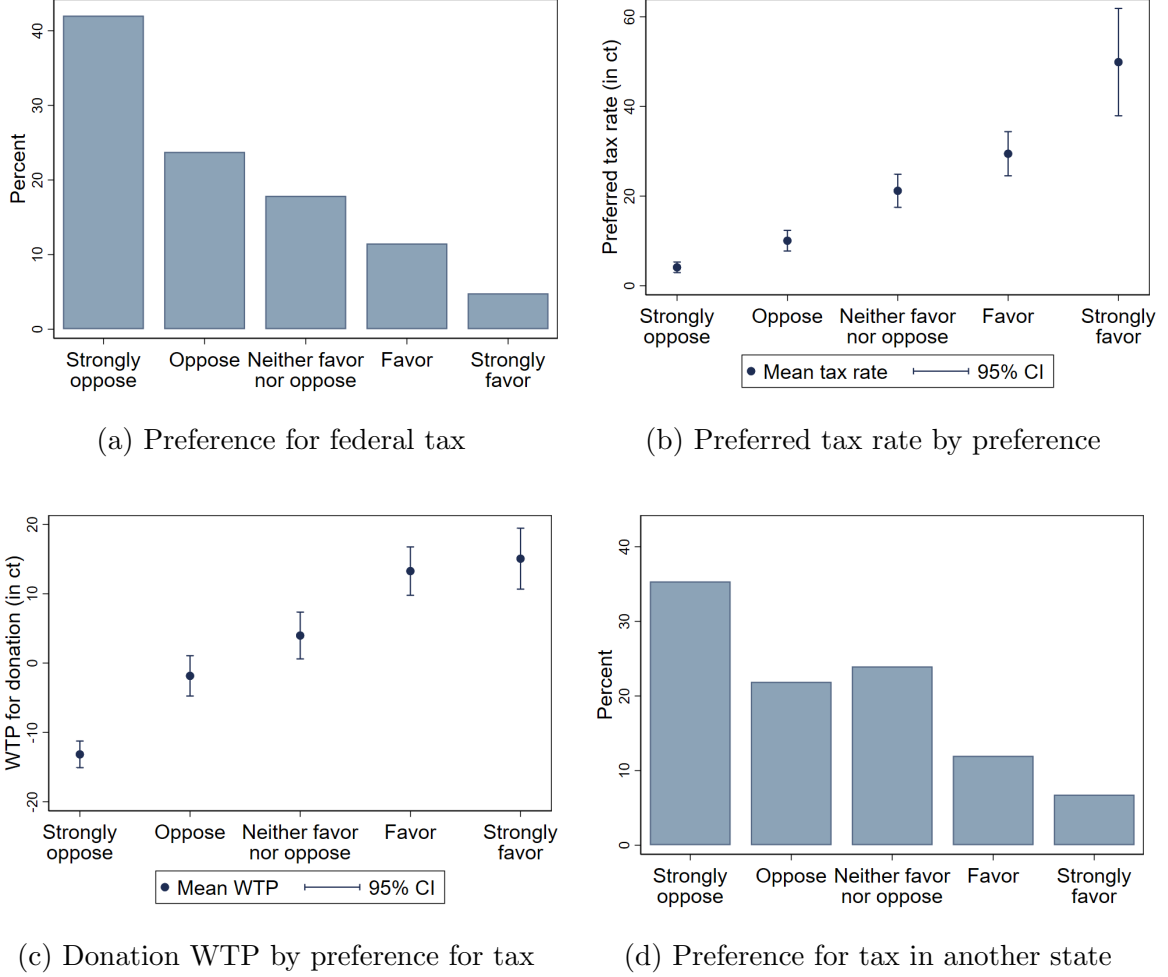 Percent
40
30
20
10
0
Strongly
oppose
Oppose
Neither favor
nor oppose
Favor
Strongly
favor
(a) Preference for federal tax
Preferred tax rate (in ct)
60
40
20
0
Strongly
oppose
Oppose
Neither favor
nor oppose
Favor
Strongly
favor
Mean tax rate
95% CI
(b) Preferred tax rate by preference
WTP for donation (in ct)
20
10
0
-10
-20
Strongly
oppose
Oppose
Neither favor
nor oppose
Favor
Strongly
favor
Mean WTP
95% CI
(c) Donation WTP by preference for tax
Percent
40
30
20
10
0
Strongly
oppose
Oppose
Neither favor
nor oppose
Favor
Strongly
favor
(d) Preference for tax in another state